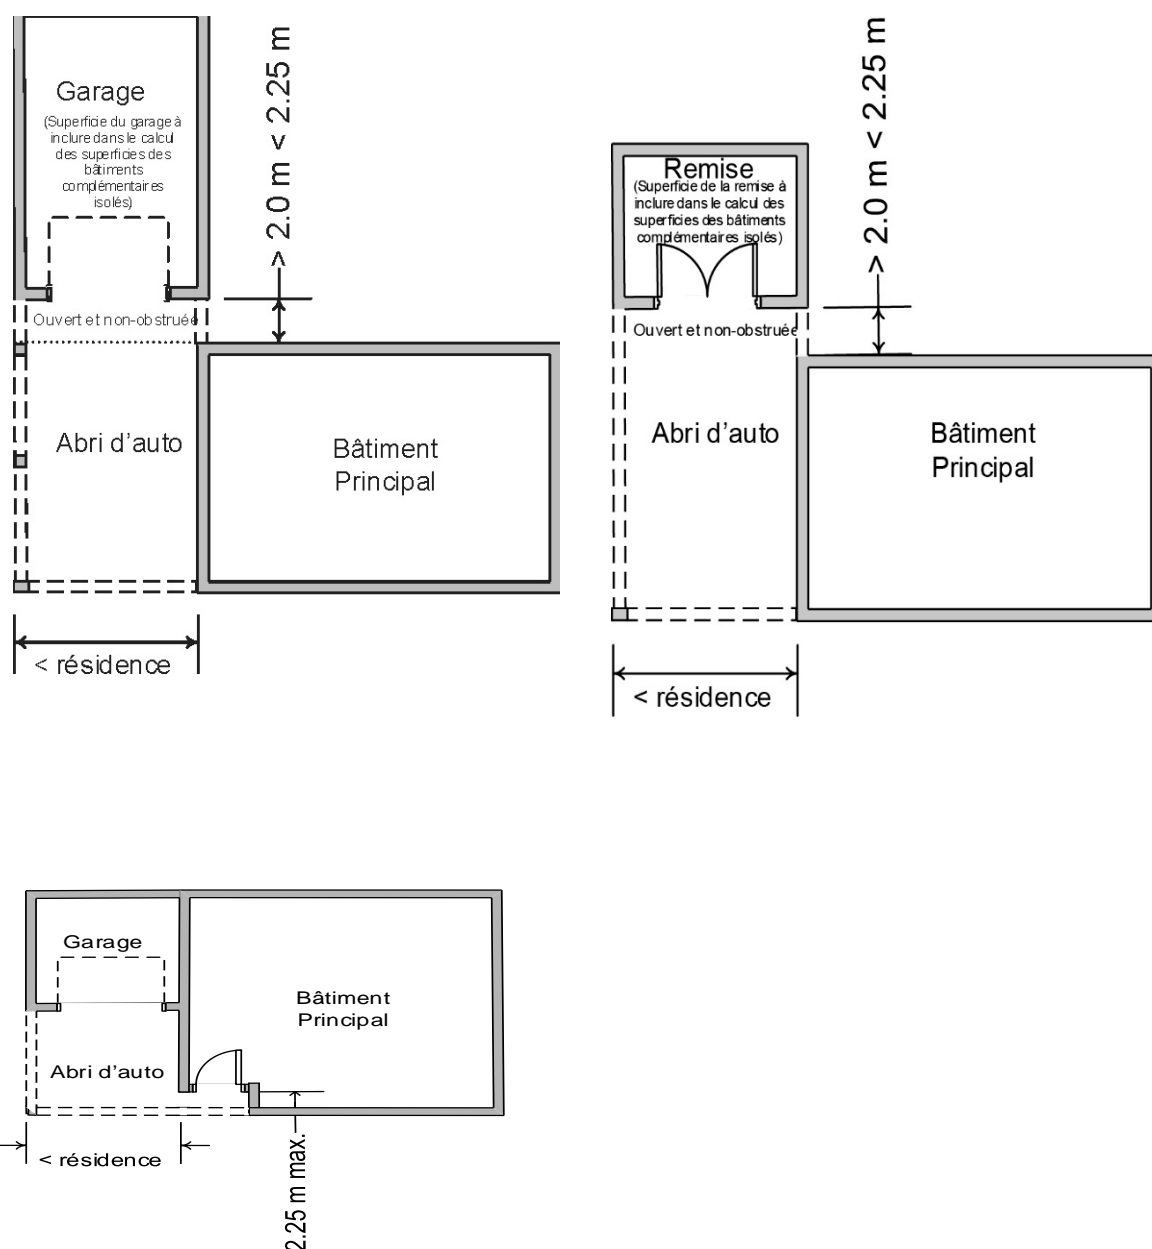 Garage
(Superficie du garage à
inclure dans le calcul
des superficies des
bâtiments
complémentaires
isolés)
> 2.0 m < 2.25 m
Ouvert et non-obstruée
Abri d'auto
Bâtiment
Principal
< résidence
Remise
(Superficie de la remise à
inclure dans le calcul des
superficies des bâtiments
complémentaires isolés)
> 2.0 m < 2.25 m
Ouvert et non-obstruée
Abri d'auto
Bâtiment
Principal
< résidence
Garage
Bâtiment
Principal
Abri d'auto
< résidence
2.25 m max.